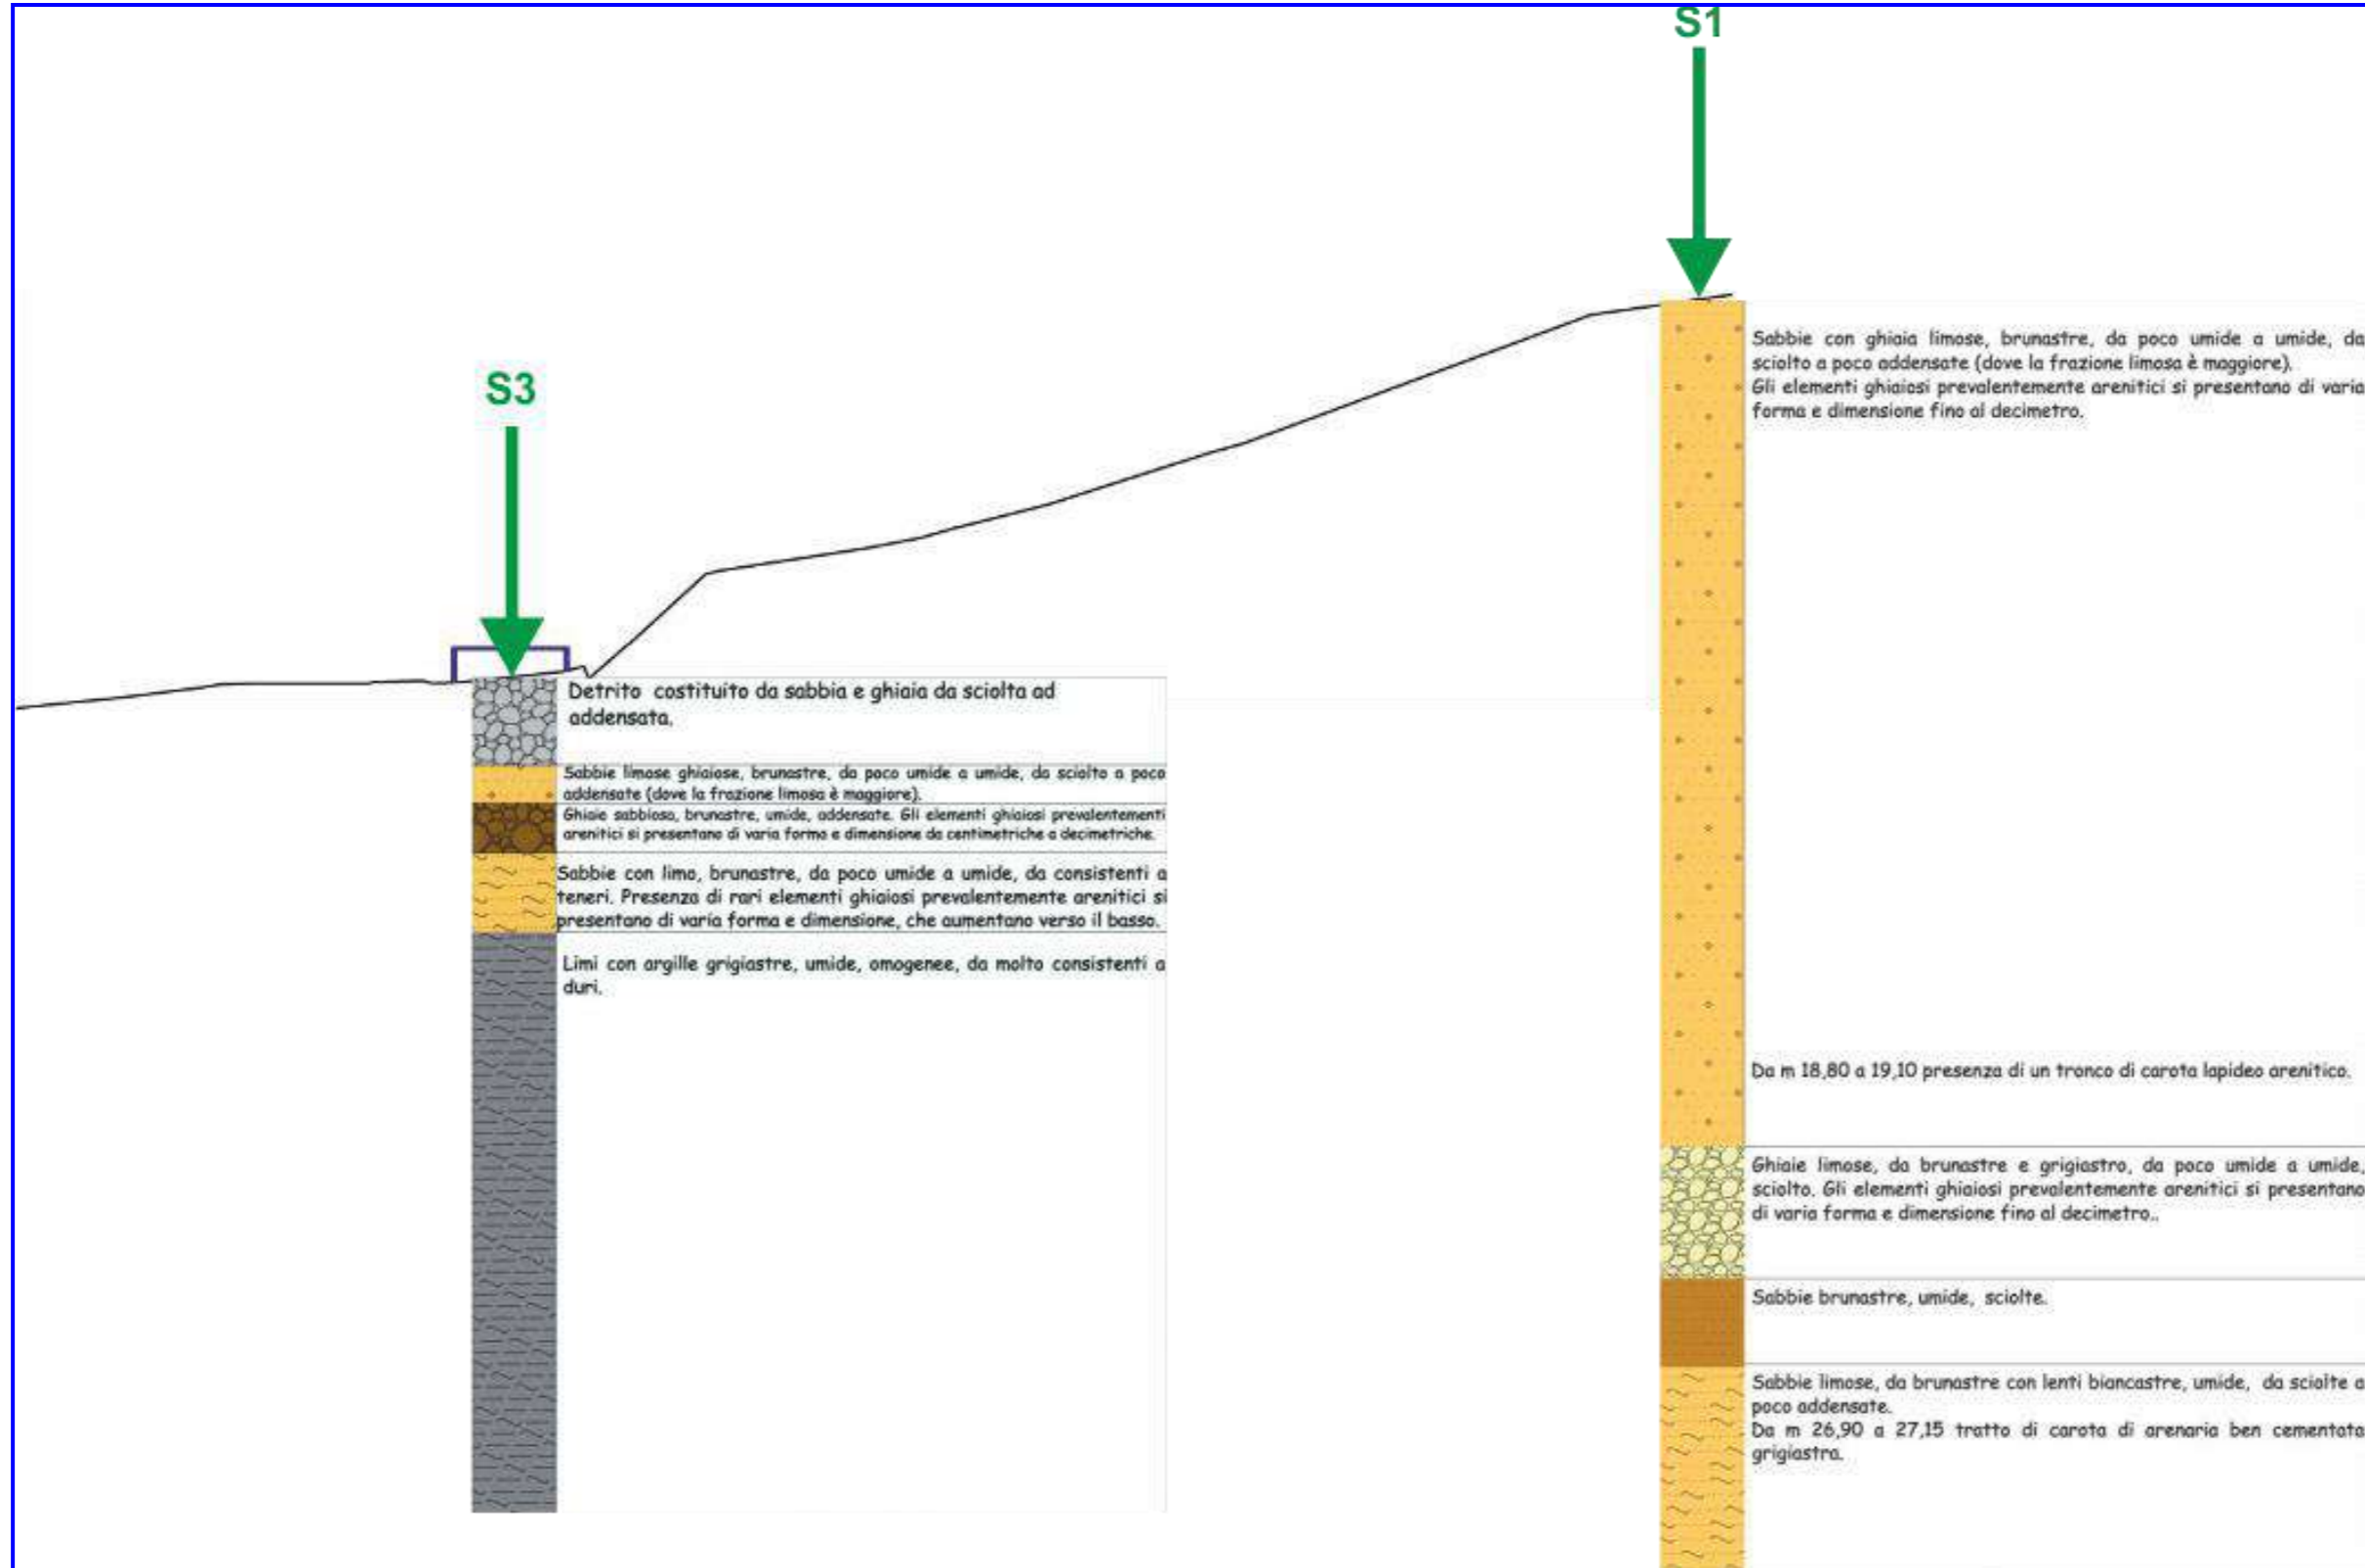 S1
S3
Sabbie con ghiaia limose, brunastre, da poco umide a umide, da
sciolto a poco addensate (dove la frazione limosa è maggiore).
Gli elementi ghiaiosi prevalentemente arenitici si presentano di varia
forma e dimensione fino al decimetro.
Detrito costituito da sabbia e ghiaia da sciolta ad
addensata.
Sabbie limose ghiaiose, brunastre, da poco umide a umide, da sciolto a poco
addensate (dove la frazione limosa è maggiore).
Ghiaie sabbiosa, brunastre, umide, addensate. Gli elementi ghiaiosi prevalentementi
arenitici si presentano di varia forma e dimensione da centimetriche a decimetriche.
Sabbie con limo, brunastre, da poco umide a umide, da consistenti a
teneri. Presenza di rari elementi ghiaiosi prevalentemente arenitici si
presentano di varia forma e dimensione, che aumentano verso il basso.
Limi con argille grigiastre, umide, omogenee, da molto consistenti a
duri.
Da m 18,80 a 19,10 presenza di un tronco di carota lapideo arenitico.
Ghiaie limose, da brunastre e grigiastro, da poco umide a umide,
sciolto. Gli elementi ghiaiosi prevalentemente arenitici si presentano
di varia forma e dimensione fino al decimetro..
Sabbie brunastre, umide, sciolte.
Sabbie limose, da brunastre con lenti biancastre, umide, da sciolte a
poco addensate.
Da m 26,90 a 27,15 tratto di carota di arenaria ben cementata
grigiastra.